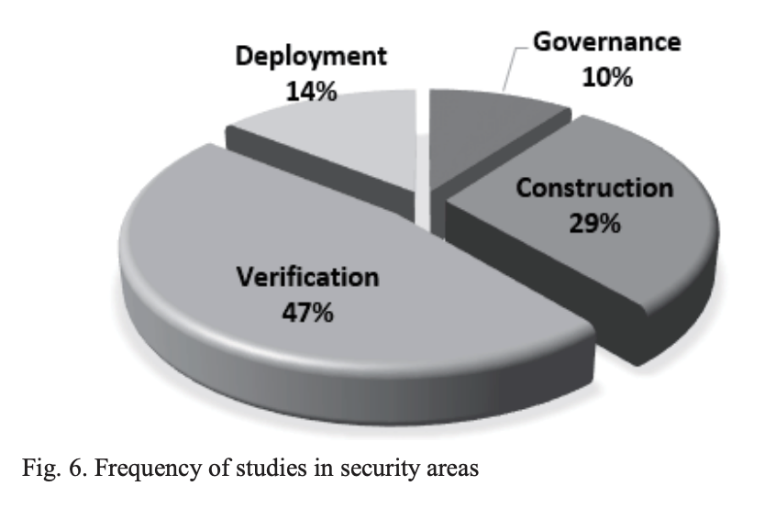 Deployment
14%
Governance
10%
Construction
29%
Verification
47%
Fig. 6. Frequency of studies in security areas